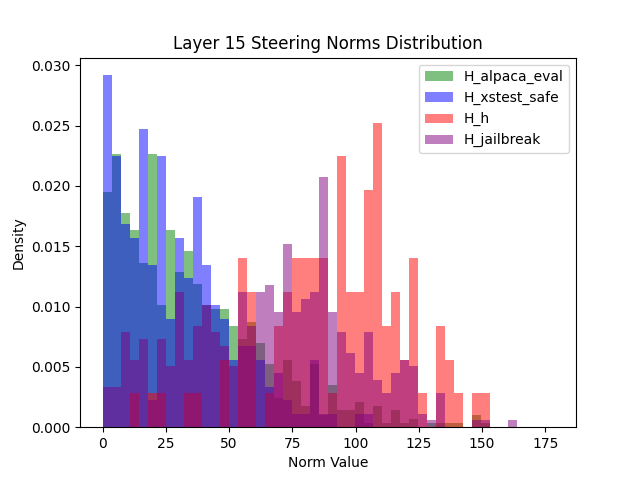 Layer 15 Steering Norms Distribution
0.030
0.025
0.020
0.015
0.010
0.005
0.000
Density
H_alpaca_eval
H_xstest_safe
H_h
H_jailbreak
0 25 50 75 100 125 150 175
Norm Value